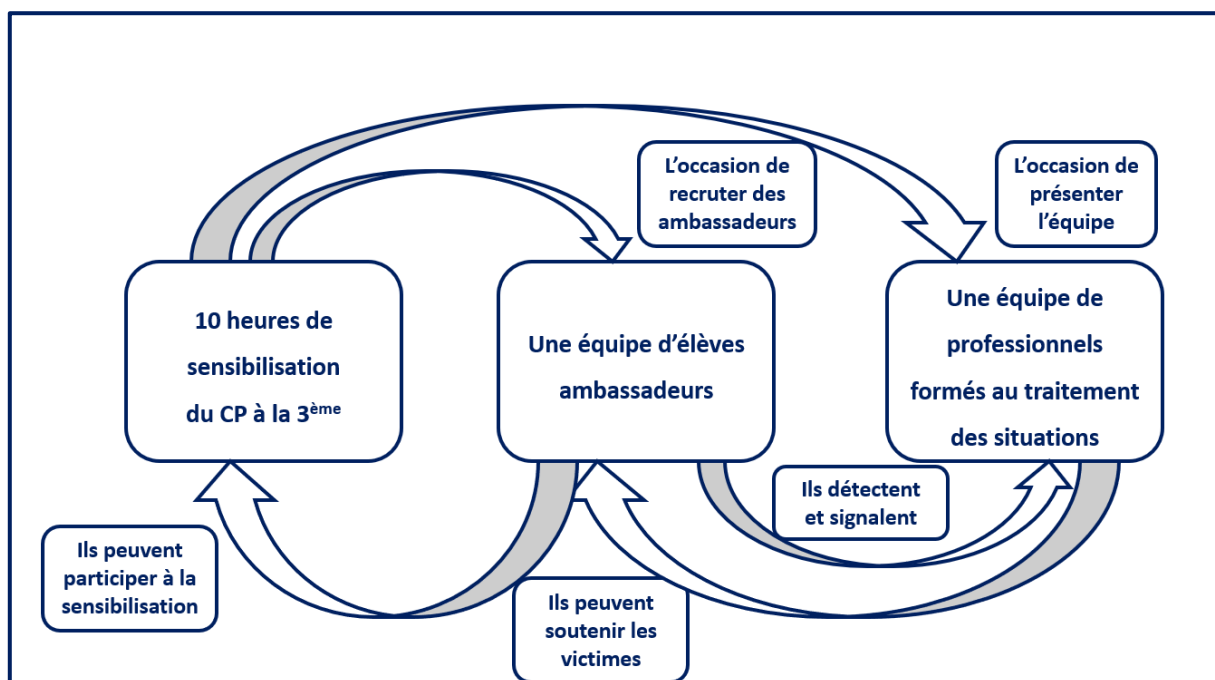 L’occasion de
recruter des
ambassadeurs
L’occasion de
présenter
l’équipe
10 heures de
sensibilisation
du CP à la 3ème
Une équipe d’élèves
ambassadeurs
Une équipe de
professionnels
formés au traitement
des situations
Ils détectent
et signalent
Ils peuvent
participer à la
sensibilisation
Ils peuvent
soutenir les
victimes